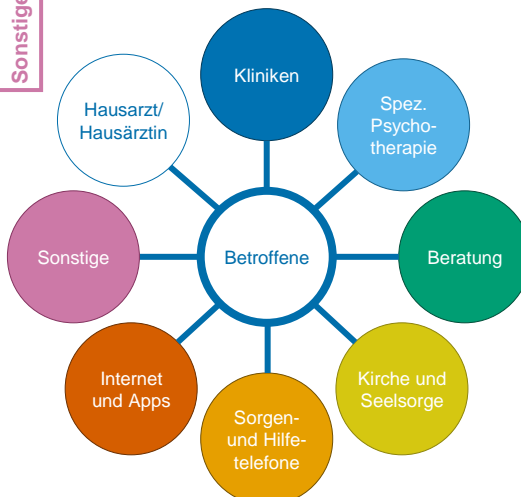 Sonstige
Kliniken
Hausarzt/
Hausärztin
Spez.
Psycho-
therapie
Sonstige
Betroffene
Beratung
Internet
und Apps
Kirche und
Seelsorge
Sorgen-
und Hilfe-
telefone